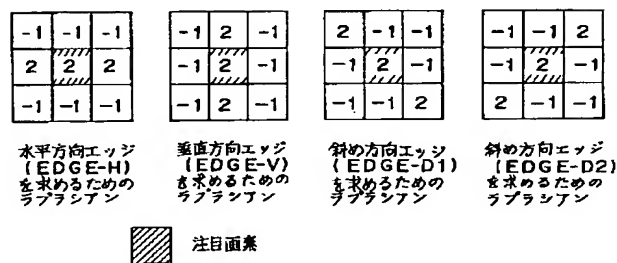 -1 -1 -1
2 2 2
-1 -1 -1
-1 2 -1
-1 2 -1
-1 2 -1
2 -1 -1
-1 2 -1
-1 -1 2
-1 -1 2
-1 2 -1
2 -1 -1
水平方向エッジ
(EDGE-H)
を求めるための
ラプラシアン
垂直方向エッジ
(EDGE-V)
を求めるための
ラプラシアン
斜め方向エッジ
(EDGE-D1)
を求めるための
ラプラシアン
斜め方向エッジ
(EDGE-D2)
を求めるための
ラプラシアン
注目画素